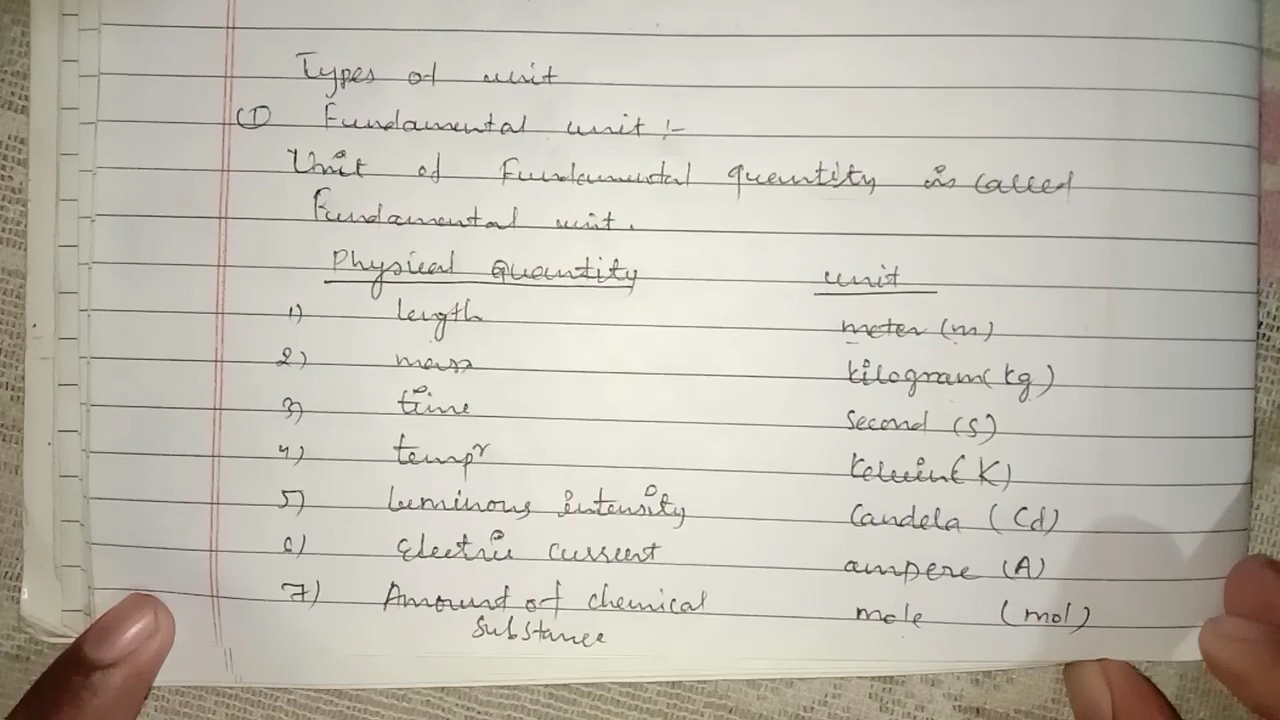 Types of unit
① Fundamental unit :-
Unit of Fundamental quantity is called
Fundamental unit.
Physical Quantity unit
1) length meter (m)
2) mass kilogram (kg)
3) time Second (s)
4) tempr Kelvin (K)
5) Luminous intensity Candela (Cd)
6) Electric current ampere (A)
7) Amount of chemical mole (mol)
substance